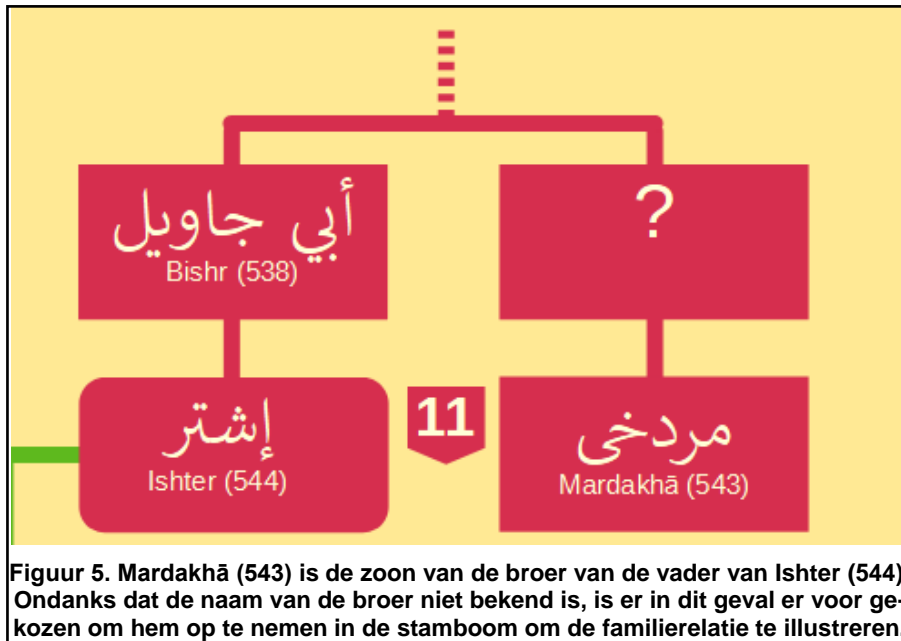 أبي جاويل
?
Bishr (538)
إشتر
11
مردخى
Ishter (544)
Mardakhā (543)
Figuur 5. Mardakhā (543) is de zoon van de broer van de vader van Ishter (544)
Ondanks dat de naam van de broer niet bekend is, is er in dit geval er voor ge-
kozen om hem op te nemen in de stamboom om de familierelatie te illustreren.